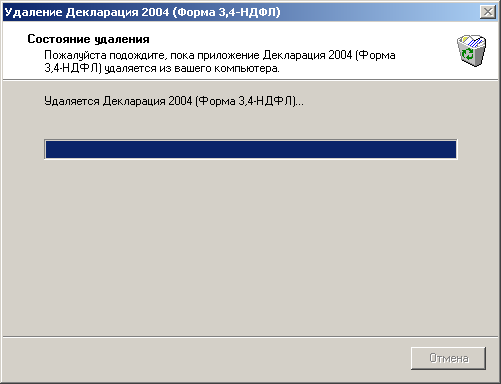 Удаление Декларация 2004 (Форма 3,4-НДФЛ)
Состояние удаления
Пожалуйста подождите, пока приложение Декларация 2004 (Форма
3,4-НДФЛ) удаляется из вашего компьютера.
Удаляется Декларация 2004 (Форма 3,4-НДФЛ)...
Отмена